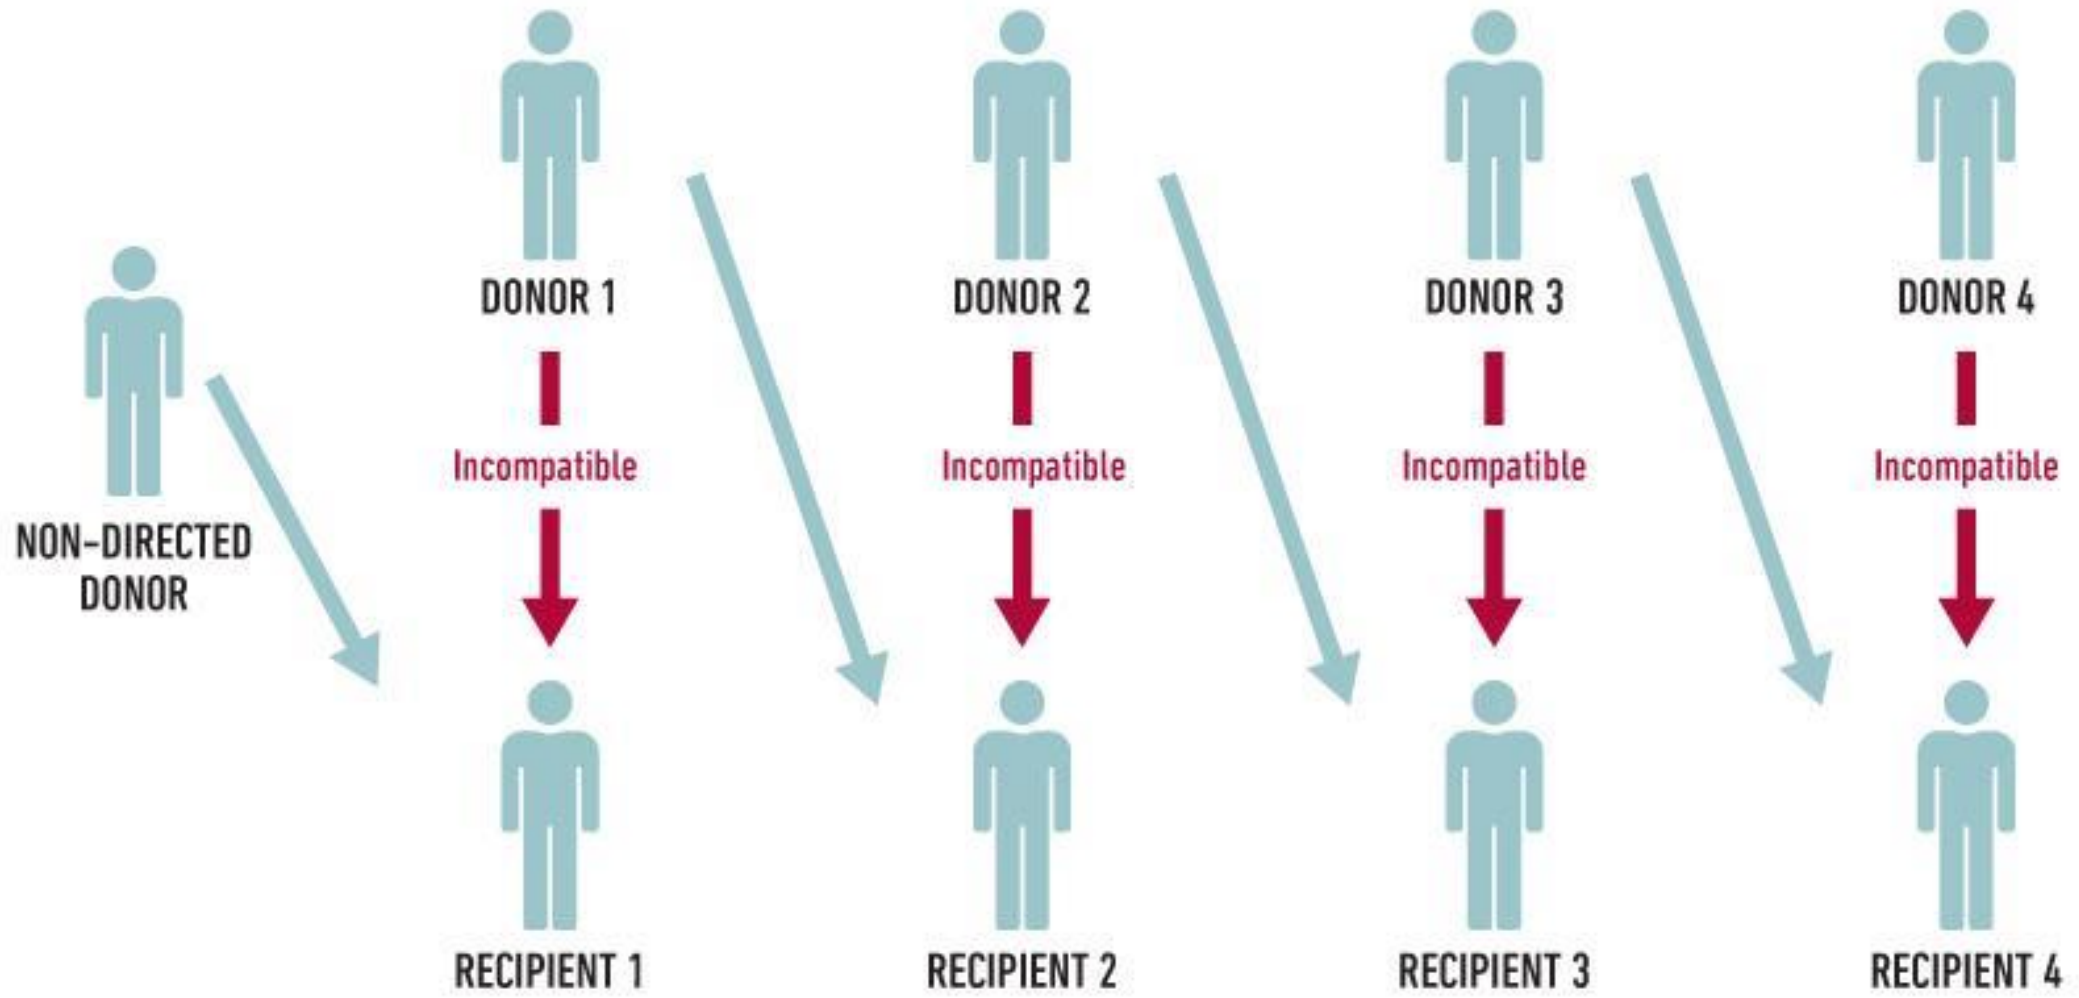 DONOR 1
DONOR 2
DONOR 3
DONOR 4
Incompatible
Incompatible
Incompatible
Incompatible
NON-DIRECTED
DONOR
RECIPIENT 1
RECIPIENT 2
RECIPIENT 3
RECIPIENT 4